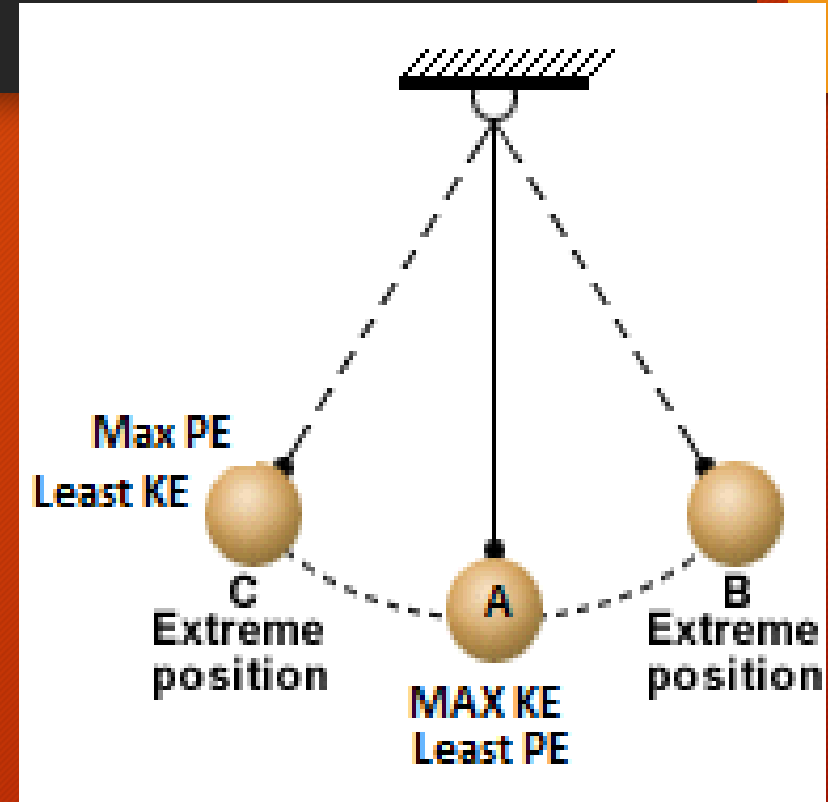 Max PE
Least KE
C
Extreme
position
A
MAX KE
Least PE
B
Extreme
position